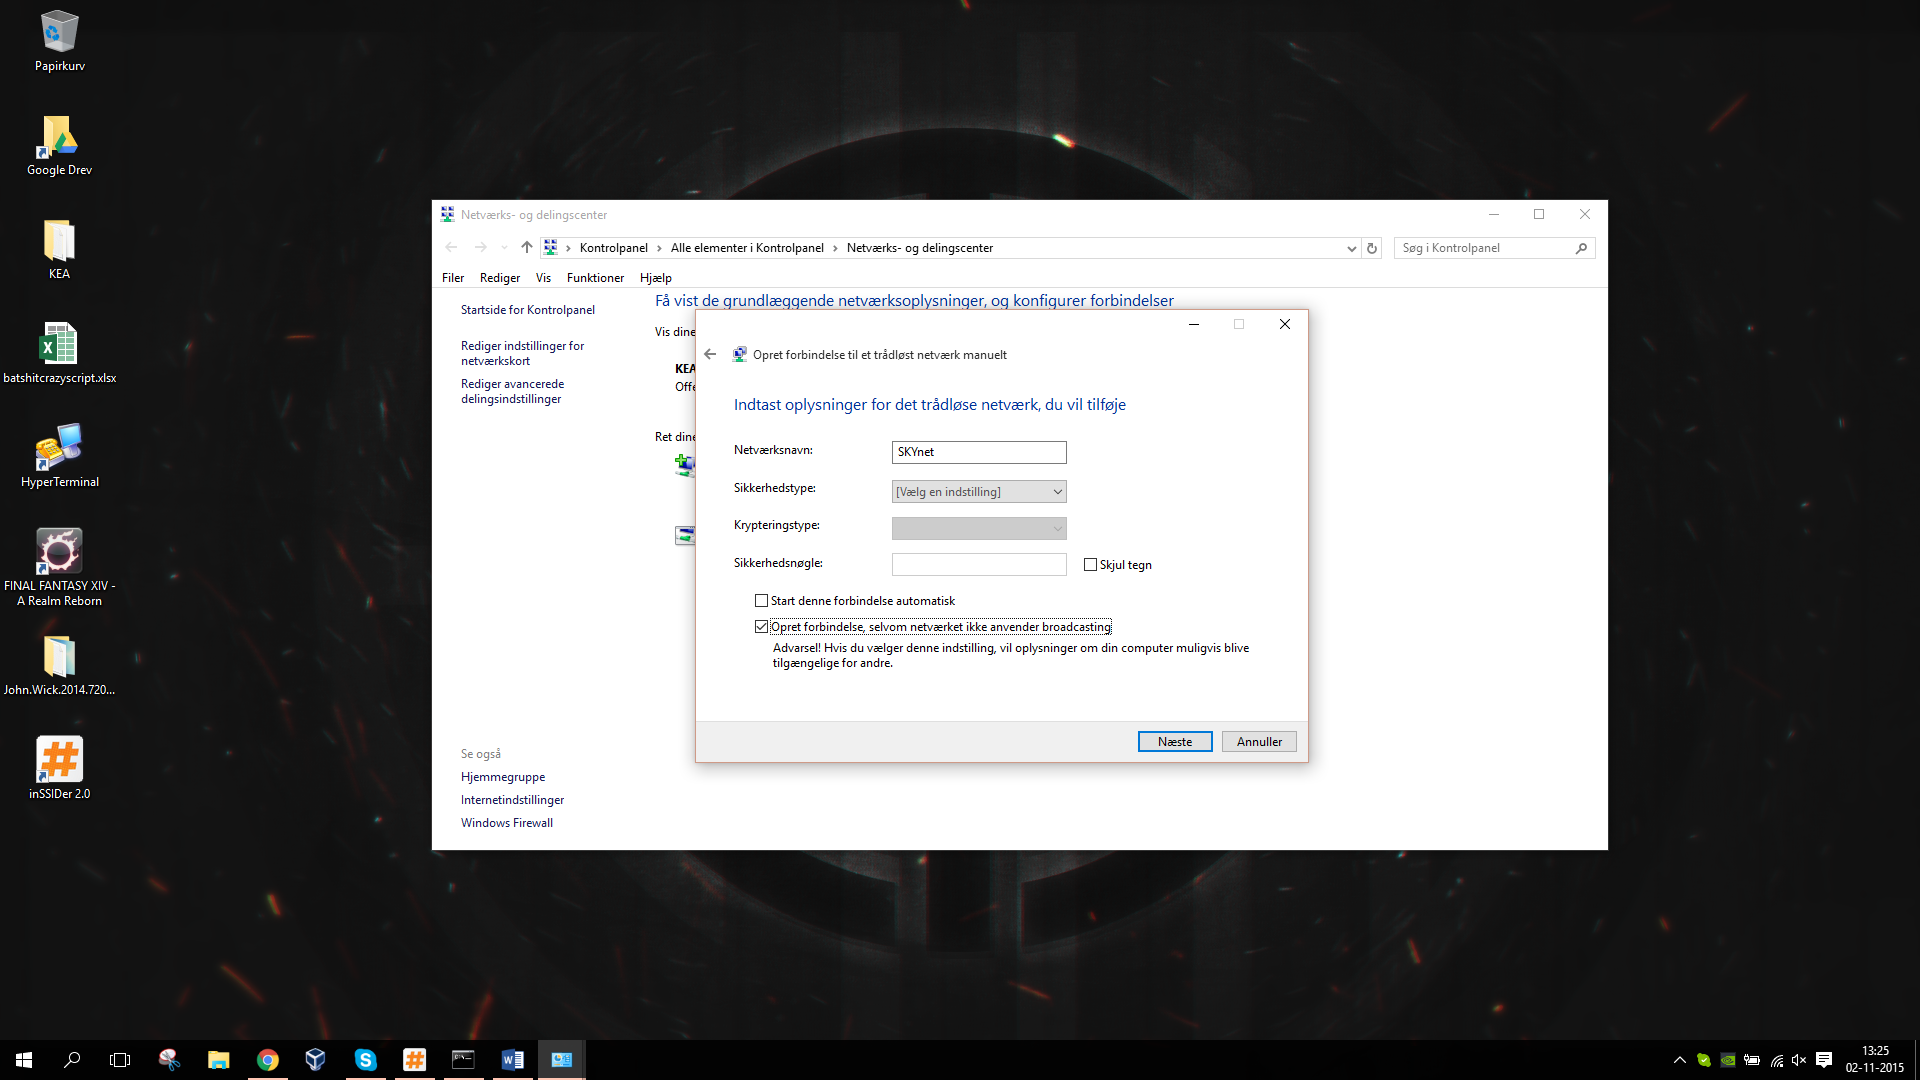 Papirkurv
Google Drev
KEA
batshitcrazyscript.xlsx
HyperTerminal
FINAL FANTASY XIV -
A Realm Reborn
John.Wick.2014.720...
inSSIDer 2.0
Netværks- og delingscenter
Kontrolpanel
Alle elementer i Kontrolpanel
Netværks- og delingscenter
Søg i Kontrolpanel
Filer Rediger Vis Funktioner Hjælp
Startside for Kontrolpanel
Rediger indstillinger for
netværkskort
Rediger avancerede
delingsindstillinger
Se også
Hjemmegruppe
Internetindstillinger
Windows Firewall
Få vist de grundlæggende netværksoplysninger, og konfigurer forbindelser
Vis dine
KEA
Offe
Ret dine
Opret forbindelse til et trådløst netværk manuelt
Indtast oplysninger for det trådløse netværk, du vil tilføje
Netværksnavn: SKYnet
Sikkerhedstype: [Vælg en indstilling]
Krypteringstype:
Sikkerhedsnøgle: Skjul tegn
Start denne forbindelse automatisk
Opret forbindelse, selvom netværket ikke anvender broadcasting
Advarsel! Hvis du vælger denne indstilling, vil oplysninger om din computer muligvis blive
tilgængelige for andre.
Næste Annuller
13:25
02-11-2015